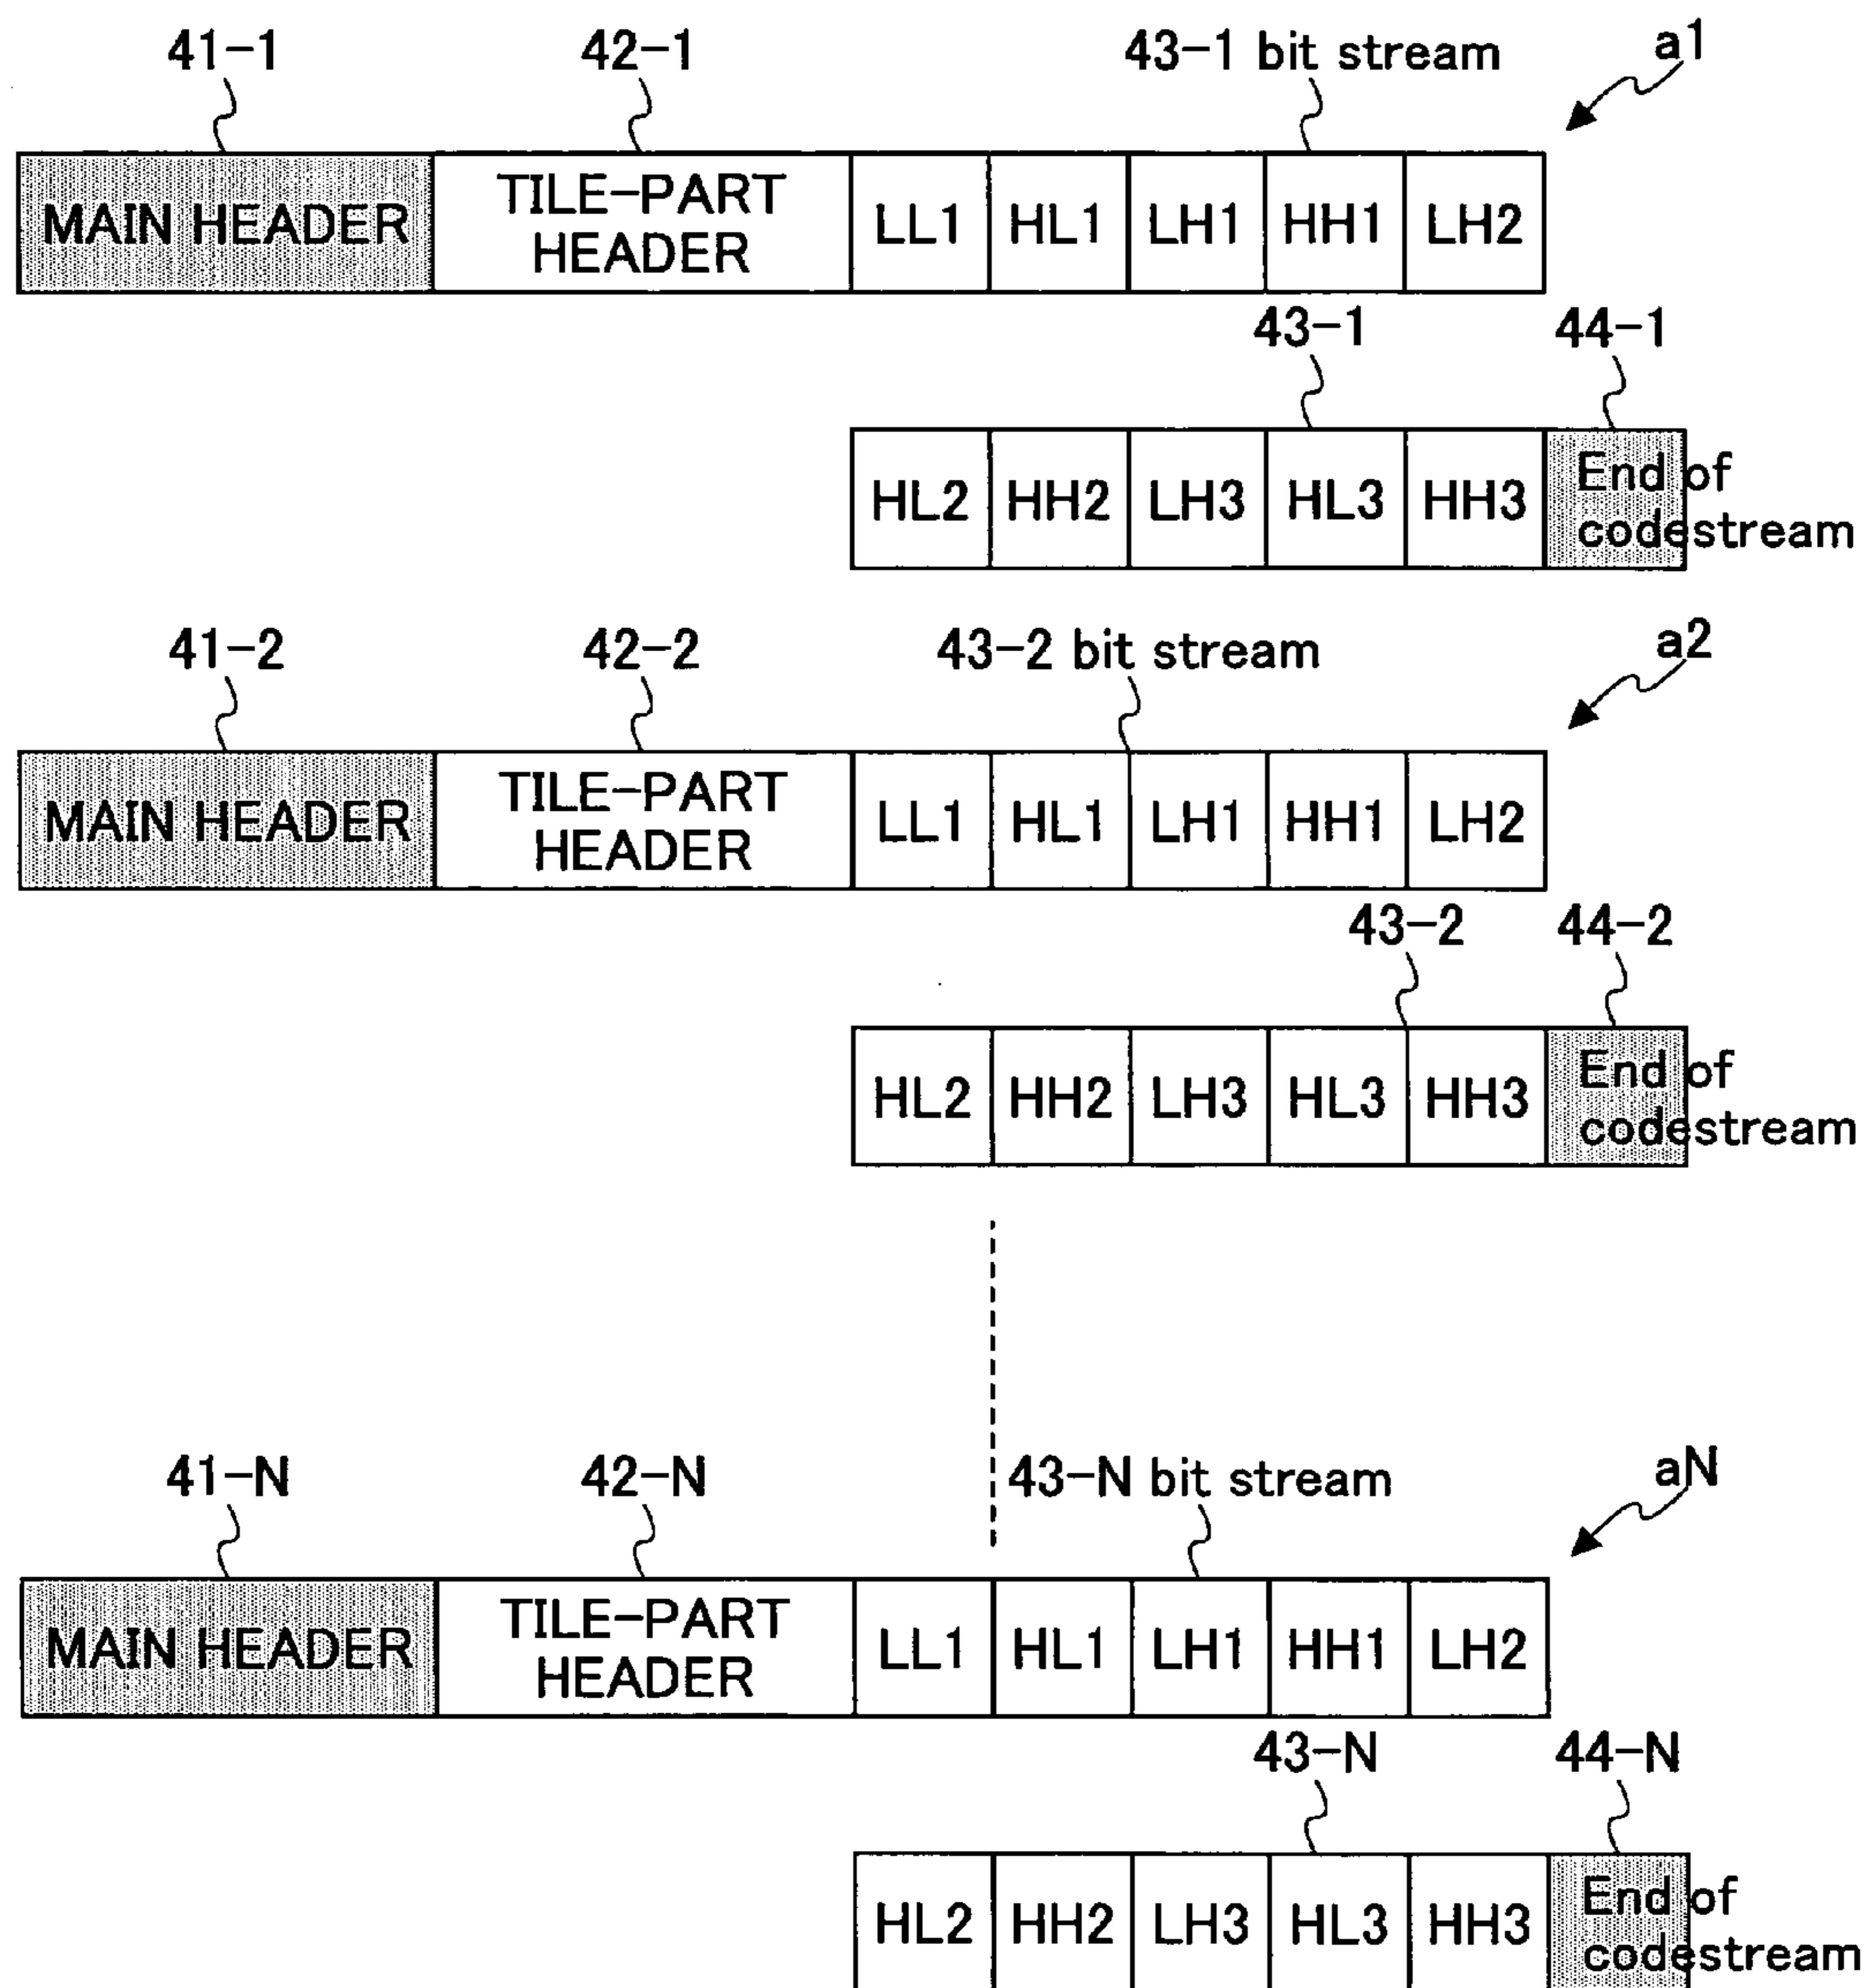 41-1 42-1 43-1 bit stream a1
MAIN HEADER TILE-PART HEADER LL1 HL1 LH1 HH1 LH2
43-1 44-1
HL2 HH2 LH3 HL3 HH3 End of codestream
41-2 42-2 43-2 bit stream a2
MAIN HEADER TILE-PART HEADER LL1 HL1 LH1 HH1 LH2
43-2 44-2
HL2 HH2 LH3 HL3 HH3 End of codestream
41-N 42-N 43-N bit stream aN
MAIN HEADER TILE-PART HEADER LL1 HL1 LH1 HH1 LH2
43-N 44-N
HL2 HH2 LH3 HL3 HH3 End of codestream